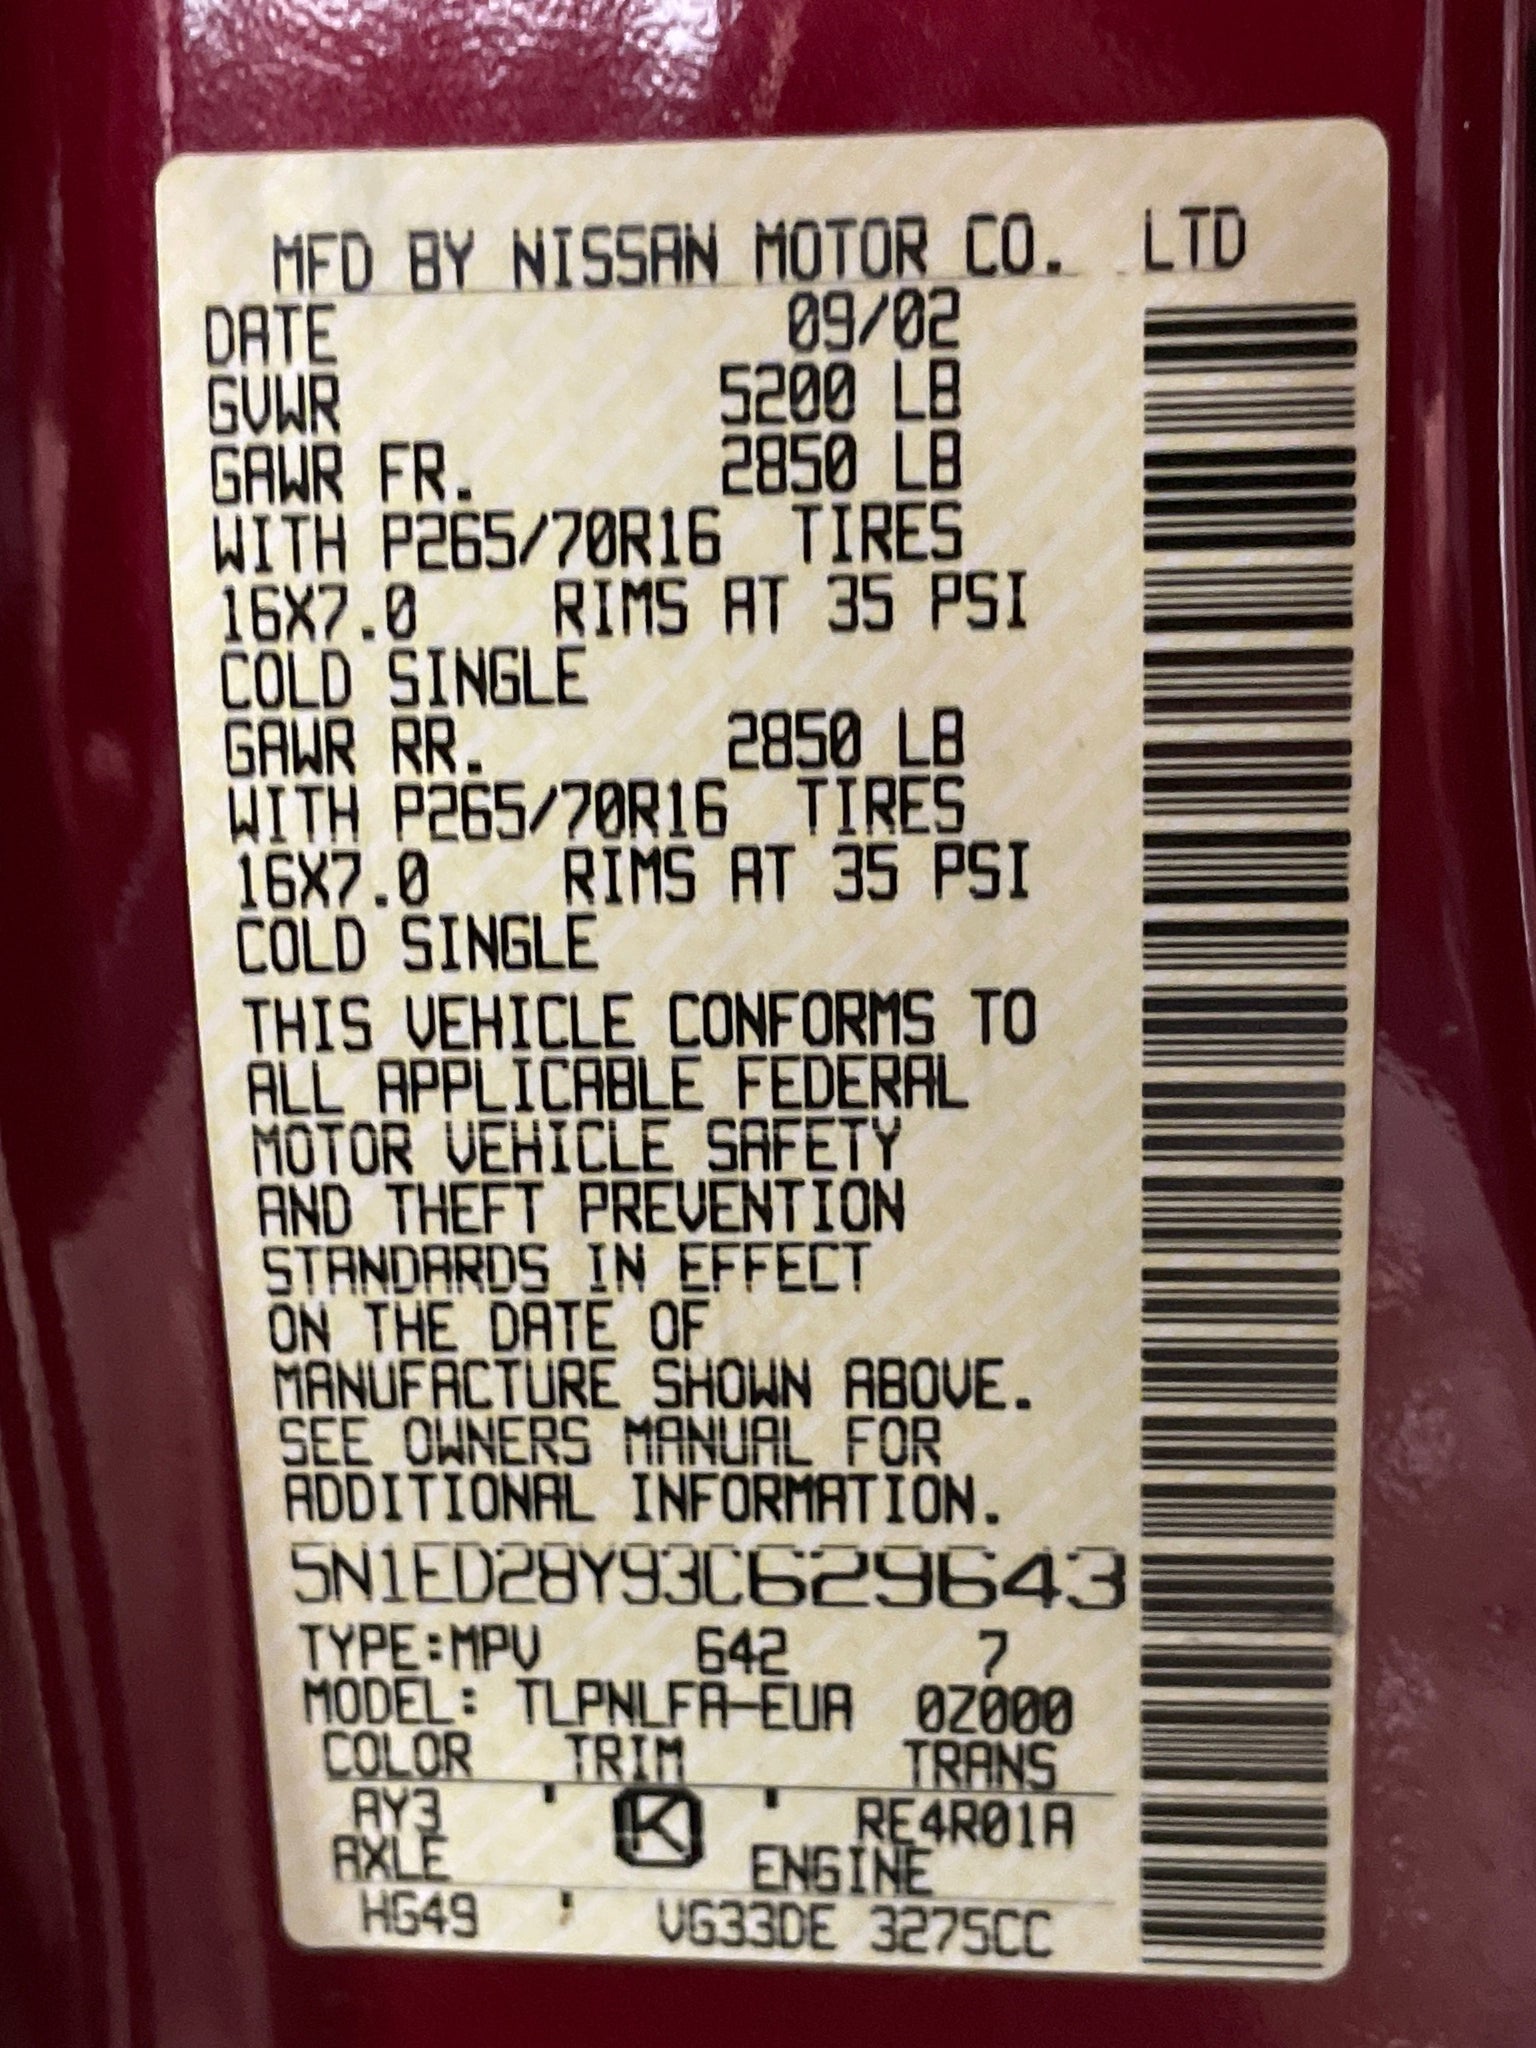 MFD BY NISSAN MOTOR CO. LTD
DATE 09/02
GVWR 5200 LB
GAWR FR. 2850 LB
WITH P265/70R16 TIRES
16X7.0 RIMS AT 35 PSI
COLD SINGLE
GAWR RR. 2850 LB
WITH P265/70R16 TIRES
16X7.0 RIMS AT 35 PSI
COLD SINGLE
THIS VEHICLE CONFORMS TO
ALL APPLICABLE FEDERAL
MOTOR VEHICLE SAFETY
AND THEFT PREVENTION
STANDARDS IN EFFECT
ON THE DATE OF
MANUFACTURE SHOWN ABOVE.
SEE OWNERS MANUAL FOR
ADDITIONAL INFORMATION.
5N1ED28Y93C629643
TYPE:MPV 642 7
MODEL: TLPNLFA-EUA 0Z000
COLOR TRIM TRANS
AY3 K RE4R01A
AXLE ENGINE
HG49 VG33DE 3275CC